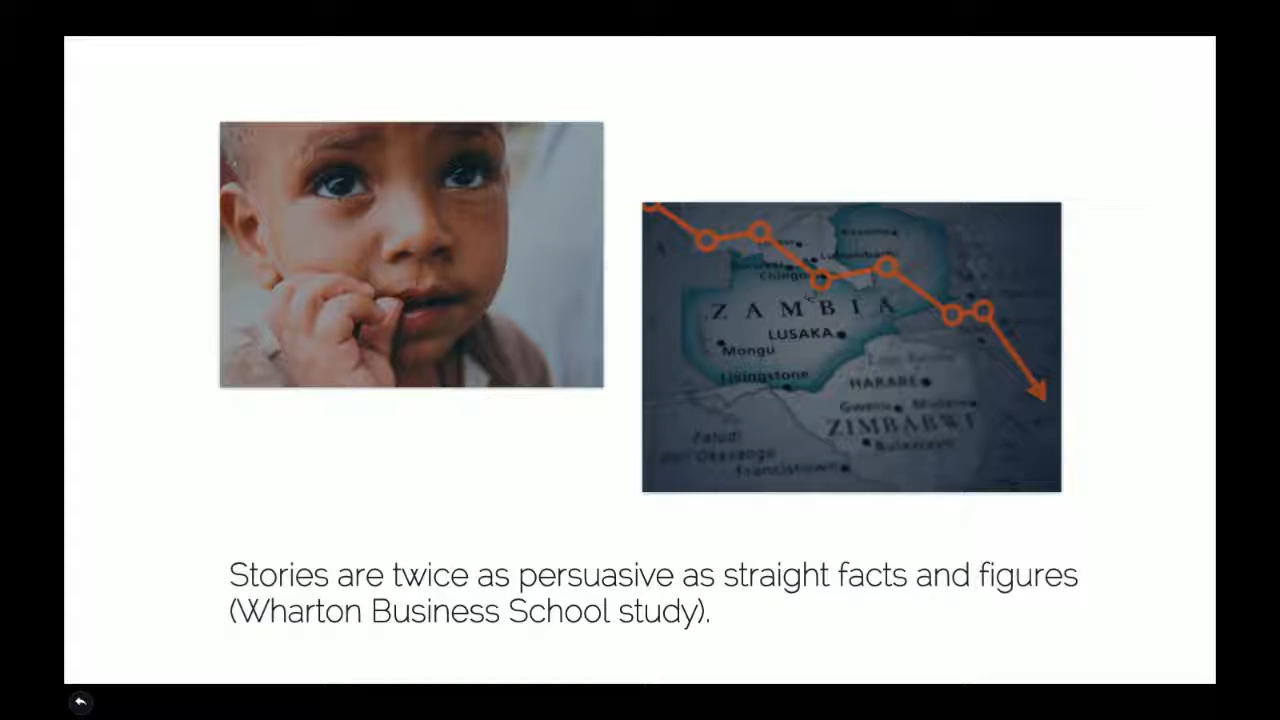 ZAMBIA
LUSAKA
Mongu
Livingstone
HARARE
ZIMBABWE
Francistown
Stories are twice as persuasive as straight facts and figures
(Wharton Business School study).